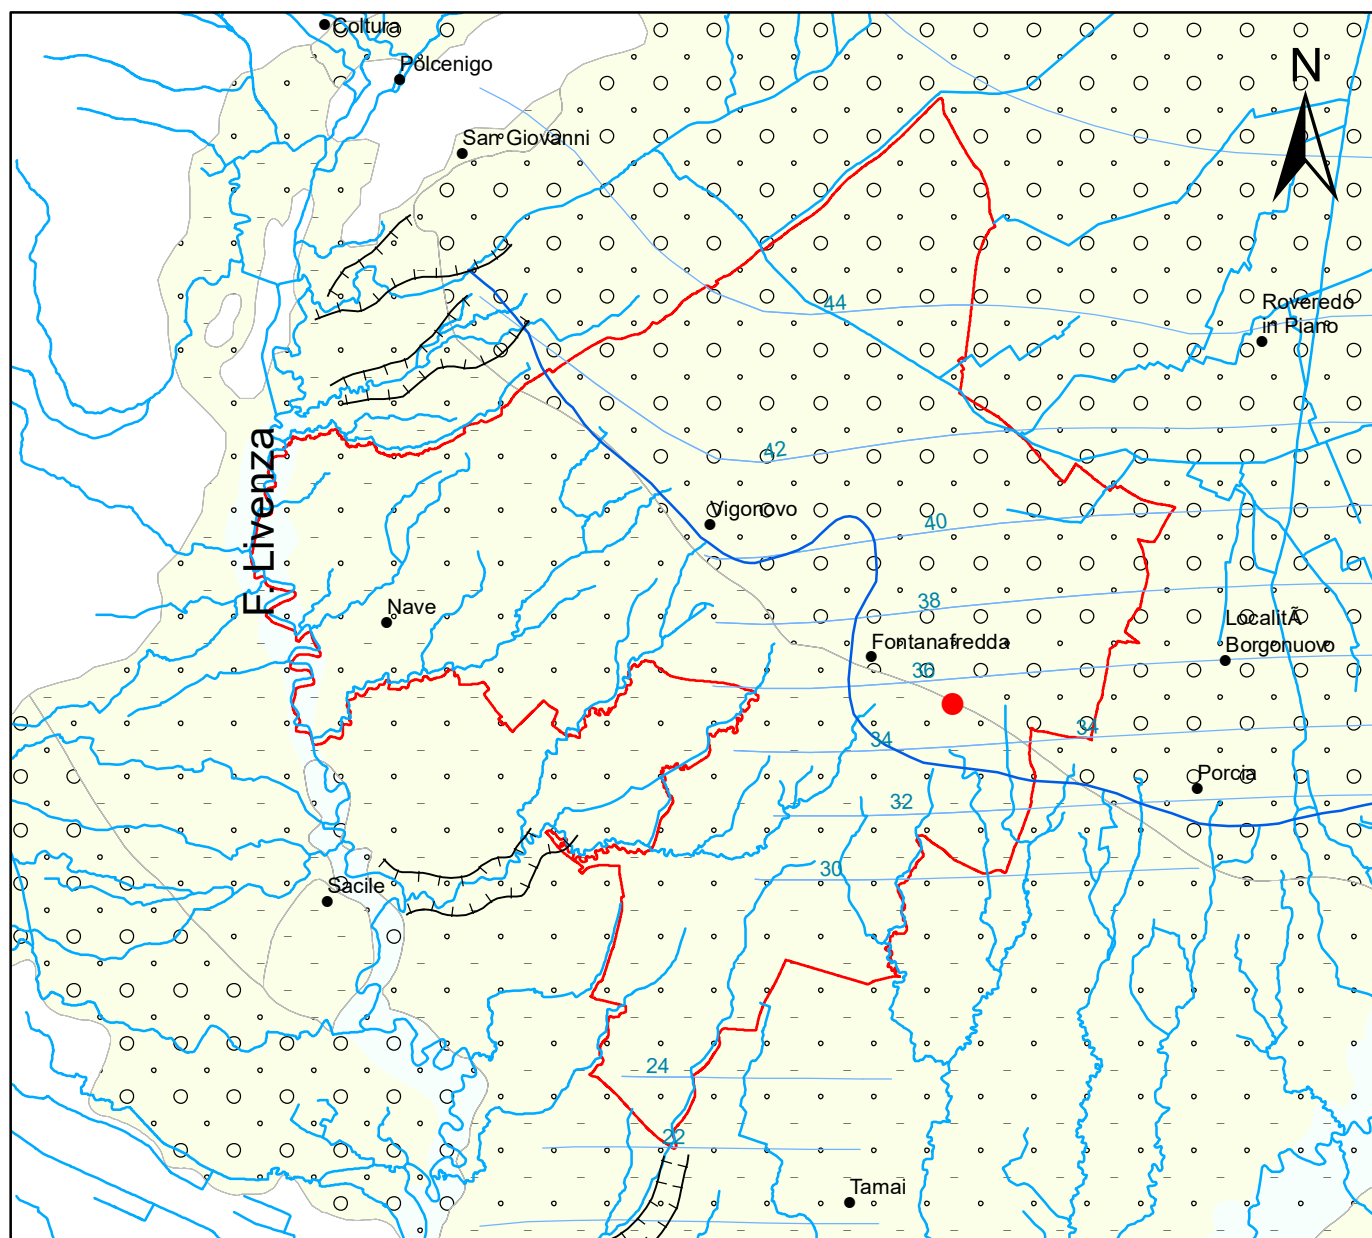 Coltura
Polcenigo
N
San Giovanni
44
Roveredo
in Piano
42
F. Livenza
Vigonovo
40
38
Nave
LocalitÃ
Borgonuovo
Fontanafredda
36
34
34
Porcia
32
30
Sacile
24
22
Tamai